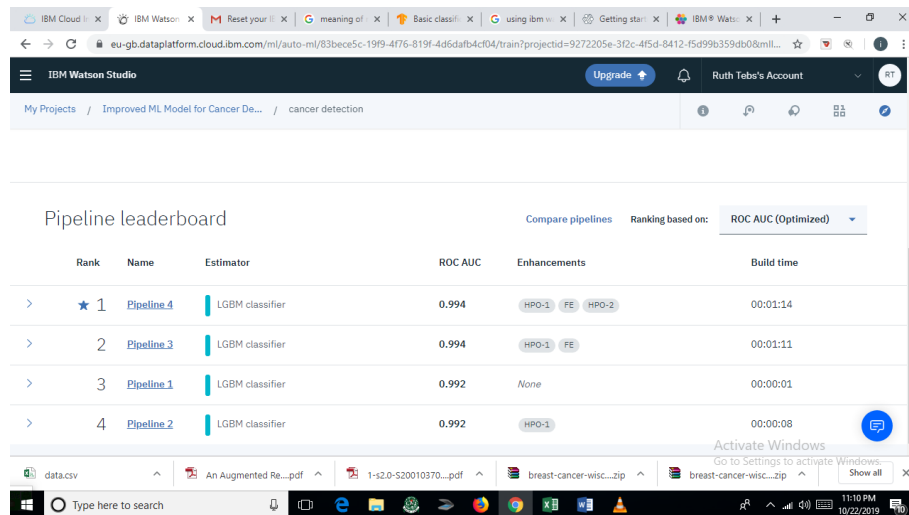 IBM Cloud
IBM Watson
Reset your
meaning of
Basic classific
using ibm w
Getting start
IBM® Wats
eu-gb.dataplatform.cloud.ibm.com/ml/auto-ml/83bece5c-19f9-4f76-819f-4d6dafb4cf04/train?projectid=9272205e-3f2c-4f5d-8412-f5d99b359db0&mll...
IBM Watson Studio
Upgrade
Ruth Tebs's Account
RT
My Projects / Improved ML Model for Cancer De... / cancer detection
Pipeline leaderboard
Compare pipelines Ranking based on: ROC AUC (Optimized)
Rank Name Estimator ROC AUC Enhancements Build time
1 Pipeline 4 LGBM classifier 0.994 HPO-1 FE HPO-2 00:01:14
2 Pipeline 3 LGBM classifier 0.994 HPO-1 FE 00:01:11
3 Pipeline 1 LGBM classifier 0.992 None 00:00:01
4 Pipeline 2 LGBM classifier 0.992 HPO-1 00:00:08
Activate Windows
Go to Settings to activate Windows.
data.csv An Augmented Re....pdf 1-s2.0-S20010370....pdf breast-cancer-wisc....zip breast-cancer-wisc....zip Show all
Type here to search
11:10 PM
10/22/2019
10